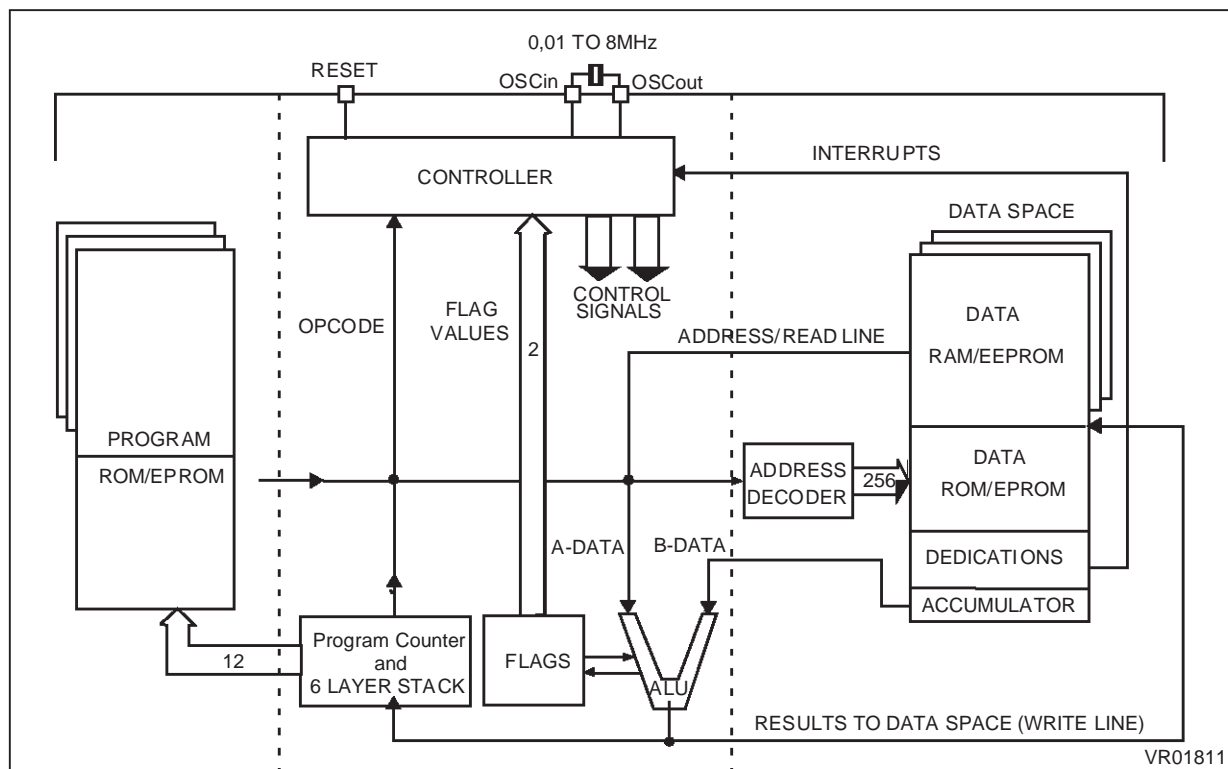 0,01 TO 8MHz
RESET
OSCin
OSCout
INTERRUPTS
CONTROLLER
DATA SPACE
CONTROL
SIGNALS
OPCODE
FLAG
VALUES
2
DATA
RAM/EEPROM
ADDRESS/READ LINE
PROGRAM
ROM/EPROM
ADDRESS
DECODER
256
DATA
ROM/EPROM
A-DATA
B-DATA
DEDICATIONS
ACCUMULATOR
12
Program Counter
and
6 LAYER STACK
FLAGS
ALU
RESULTS TO DATA SPACE (WRITE LINE)
VR01811